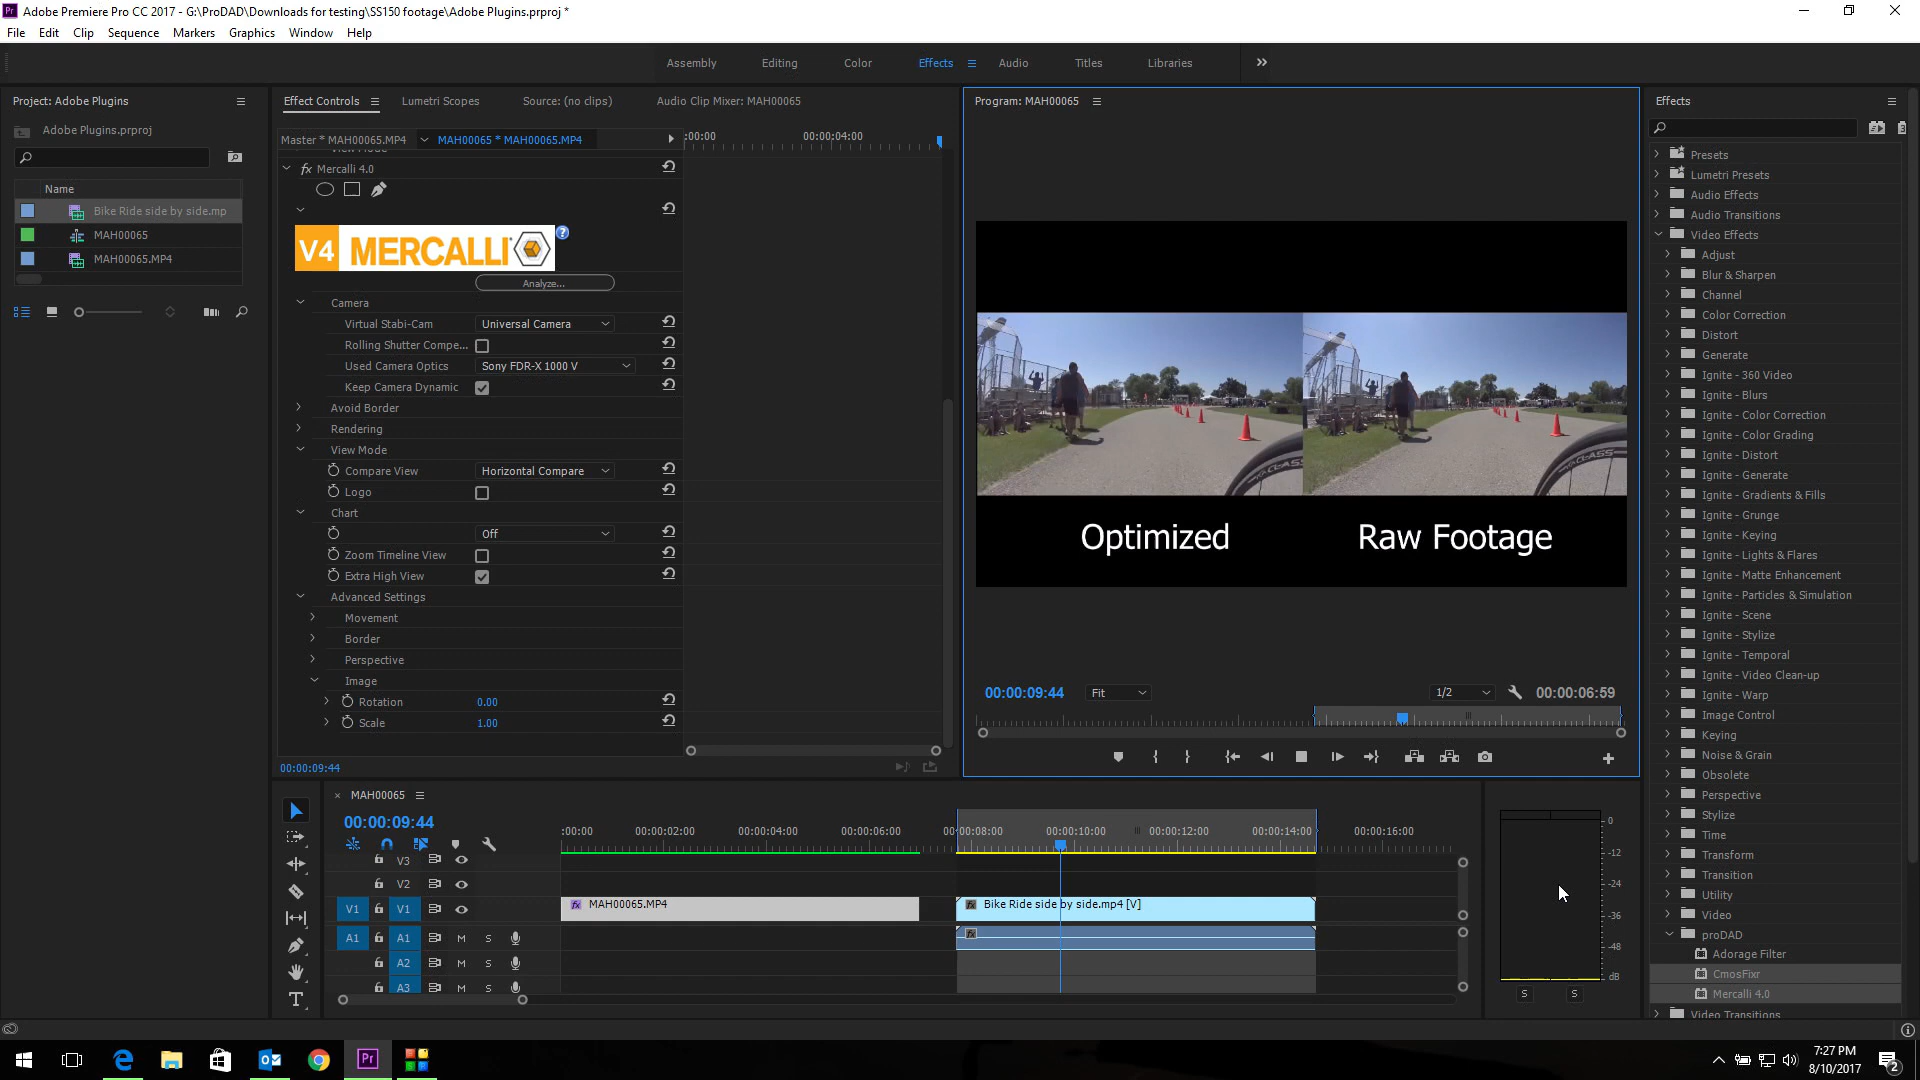 Adobe Premiere Pro CC 2017 - G:\ProDAD\Downloads for testing\SS150 footage\Adobe Plugins.prproj *
File Edit Clip Sequence Markers Graphics Window Help
Assembly Editing Color Effects Audio Titles Libraries
Project: Adobe Plugins
Adobe Plugins.prproj
Name
Bike Ride side by side.mp
MAH00065
MAH00065.MP4
Effect Controls Lumetri Scopes Source: (no clips) Audio Clip Mixer: MAH00065
Master * MAH00065.MP4 MAH00065 * MAH00065.MP4
:00:00 00:00:04:00
fx Mercalli 4.0
V4 MERCALLI
Analyze...
Camera
Virtual Stabi-Cam Universal Camera
Rolling Shutter Compe...
Used Camera Optics Sony FDR-X 1000 V
Keep Camera Dynamic
Avoid Border
Rendering
View Mode
Compare View Horizontal Compare
Logo
Chart
Off
Zoom Timeline View
Extra High View
Advanced Settings
Movement
Border
Perspective
Image
Rotation 0.00
Scale 1.00
00:00:09:44
Program: MAH00065
Optimized Raw Footage
00:00:09:44 Fit 1/2 00:00:06:59
Effects
Presets
Lumetri Presets
Audio Effects
Audio Transitions
Video Effects
Adjust
Blur & Sharpen
Channel
Color Correction
Distort
Generate
Ignite - 360 Video
Ignite - Blurs
Ignite - Color Correction
Ignite - Color Grading
Ignite - Distort
Ignite - Generate
Ignite - Gradients & Fills
Ignite - Grunge
Ignite - Keying
Ignite - Lights & Flares
Ignite - Matte Enhancement
Ignite - Particles & Simulation
Ignite - Scene
Ignite - Stylize
Ignite - Temporal
Ignite - Video Clean-up
Ignite - Warp
Image Control
Keying
Noise & Grain
Obsolete
Perspective
Stylize
Time
Transform
Transition
Utility
Video
proDAD
Adorage Filter
CmosFixr
Mercalli 4.0
Video Transitions
MAH00065
00:00:09:44
:00:00 00:00:02:00 00:00:04:00 00:00:06:00 00:00:08:00 00:00:10:00 00:00:12:00 00:00:14:00 00:00:16:00
V3
V2
V1 V1 fx MAH00065.MP4 fx Bike Ride side by side.mp4 [V]
A1 A1 M S fx
A2 M S
A3 M S
0
-12
-24
-36
-48
dB
S S
7:27 PM
8/10/2017
2